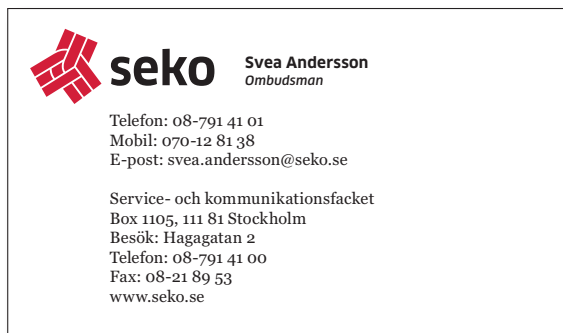 seko
Svea Andersson
Ombudsman
Telefon: 08-791 41 01
Mobil: 070-12 81 38
E-post: svea.andersson@seko.se
Service- och kommunikationsfacket
Box 1105, 111 81 Stockholm
Besök: Hagagatan 2
Telefon: 08-791 41 00
Fax: 08-21 89 53
www.seko.se